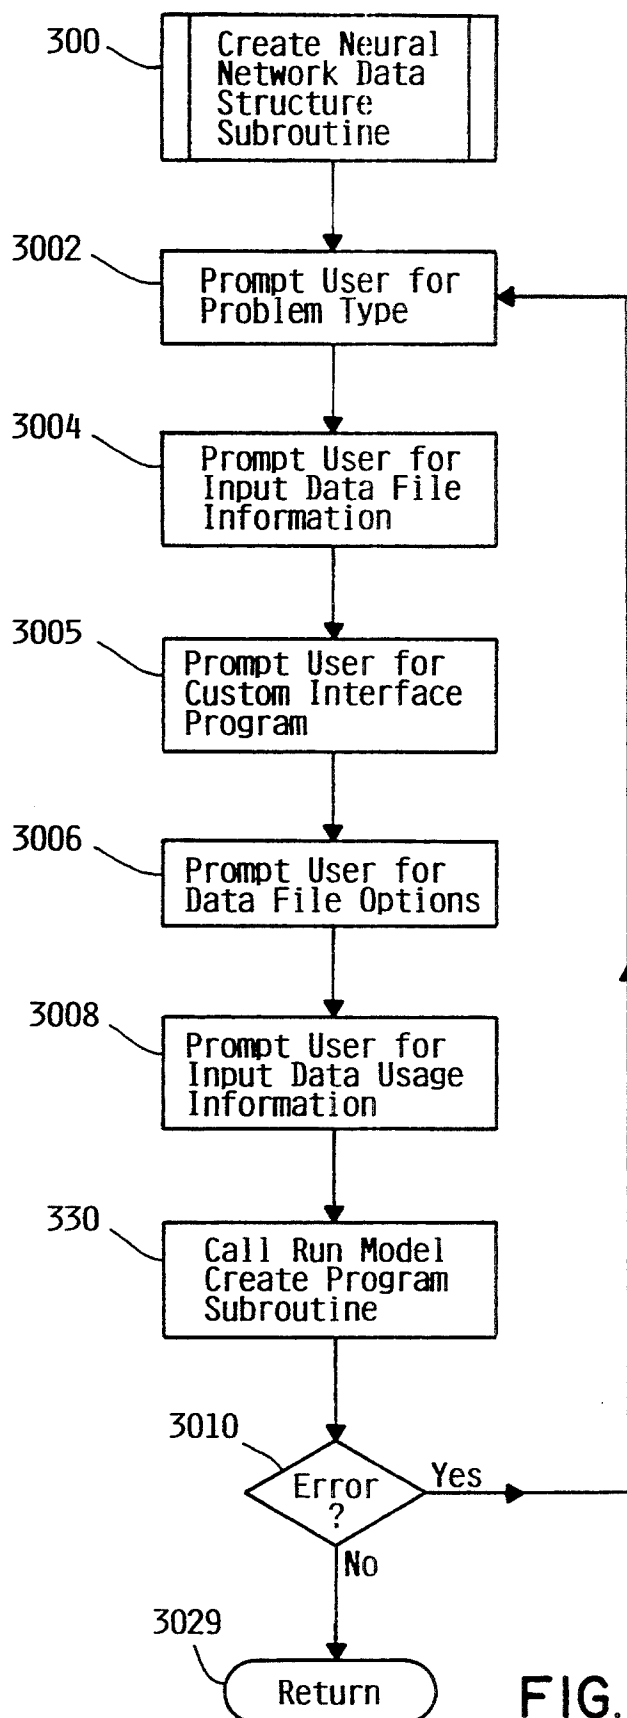 300
Create Neural
Network Data
Structure
Subroutine
3002
Prompt User for
Problem Type
3004
Prompt User for
Input Data File
Information
3005
Prompt User for
Custom Interface
Program
3006
Prompt User for
Data File Options
3008
Prompt User for
Input Data Usage
Information
330
Call Run Model
Create Program
Subroutine
3010
Error
?
Yes
No
3029
Return
FIG.